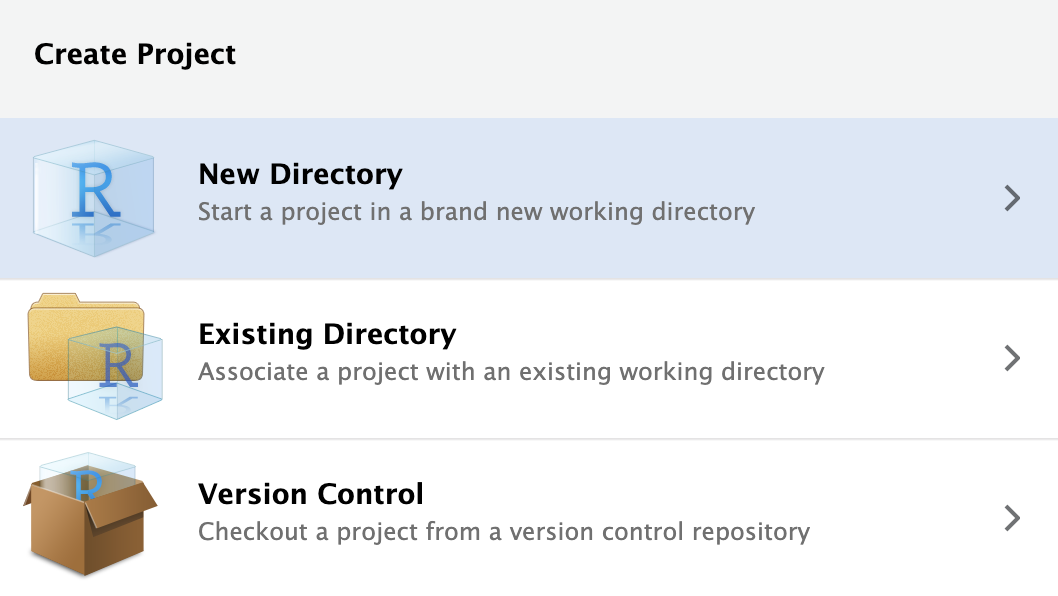 Create Project
R
New Directory
Start a project in a brand new working directory
R
Existing Directory
Associate a project with an existing working directory
R
Version Control
Checkout a project from a version control repository